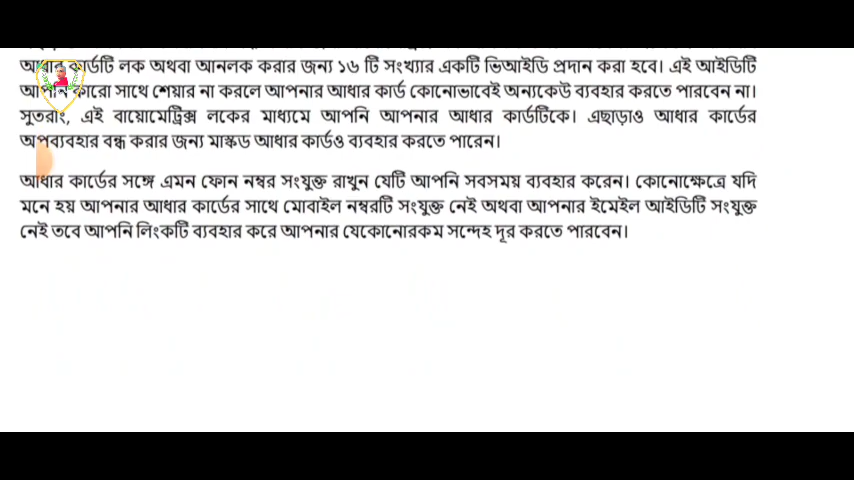 আধার কার্ডটি লক অথবা আনলক করার জন্য ১৬ টি সংখ্যার একটি ভিআইডি প্রদান করা হবে। এই আইডিটি
আপনি কারো সাথে শেয়ার না করলে আপনার আধার কার্ড কোনোভাবেই অন্যকেউ ব্যবহার করতে পারবেন না।
সুতরাং, এই বায়োমেট্রিক্স লকের মাধ্যমে আপনি আপনার আধার কার্ডটিকে। এছাড়াও আধার কার্ডের
অপব্যবহার বন্ধ করার জন্য মাস্কড আধার কার্ডও ব্যবহার করতে পারেন।
আধার কার্ডের সঙ্গে এমন ফোন নম্বর সংযুক্ত রাখুন যেটি আপনি সবসময় ব্যবহার করেন। কোনোক্ষেত্রে যদি
মনে হয় আপনার আধার কার্ডের সাথে মোবাইল নম্বরটি সংযুক্ত নেই অথবা আপনার ইমেইল আইডিটি সংযুক্ত
নেই তবে আপনি লিংকটি ব্যবহার করে আপনার যেকোনোরকম সন্দেহ দূর করতে পারবেন।